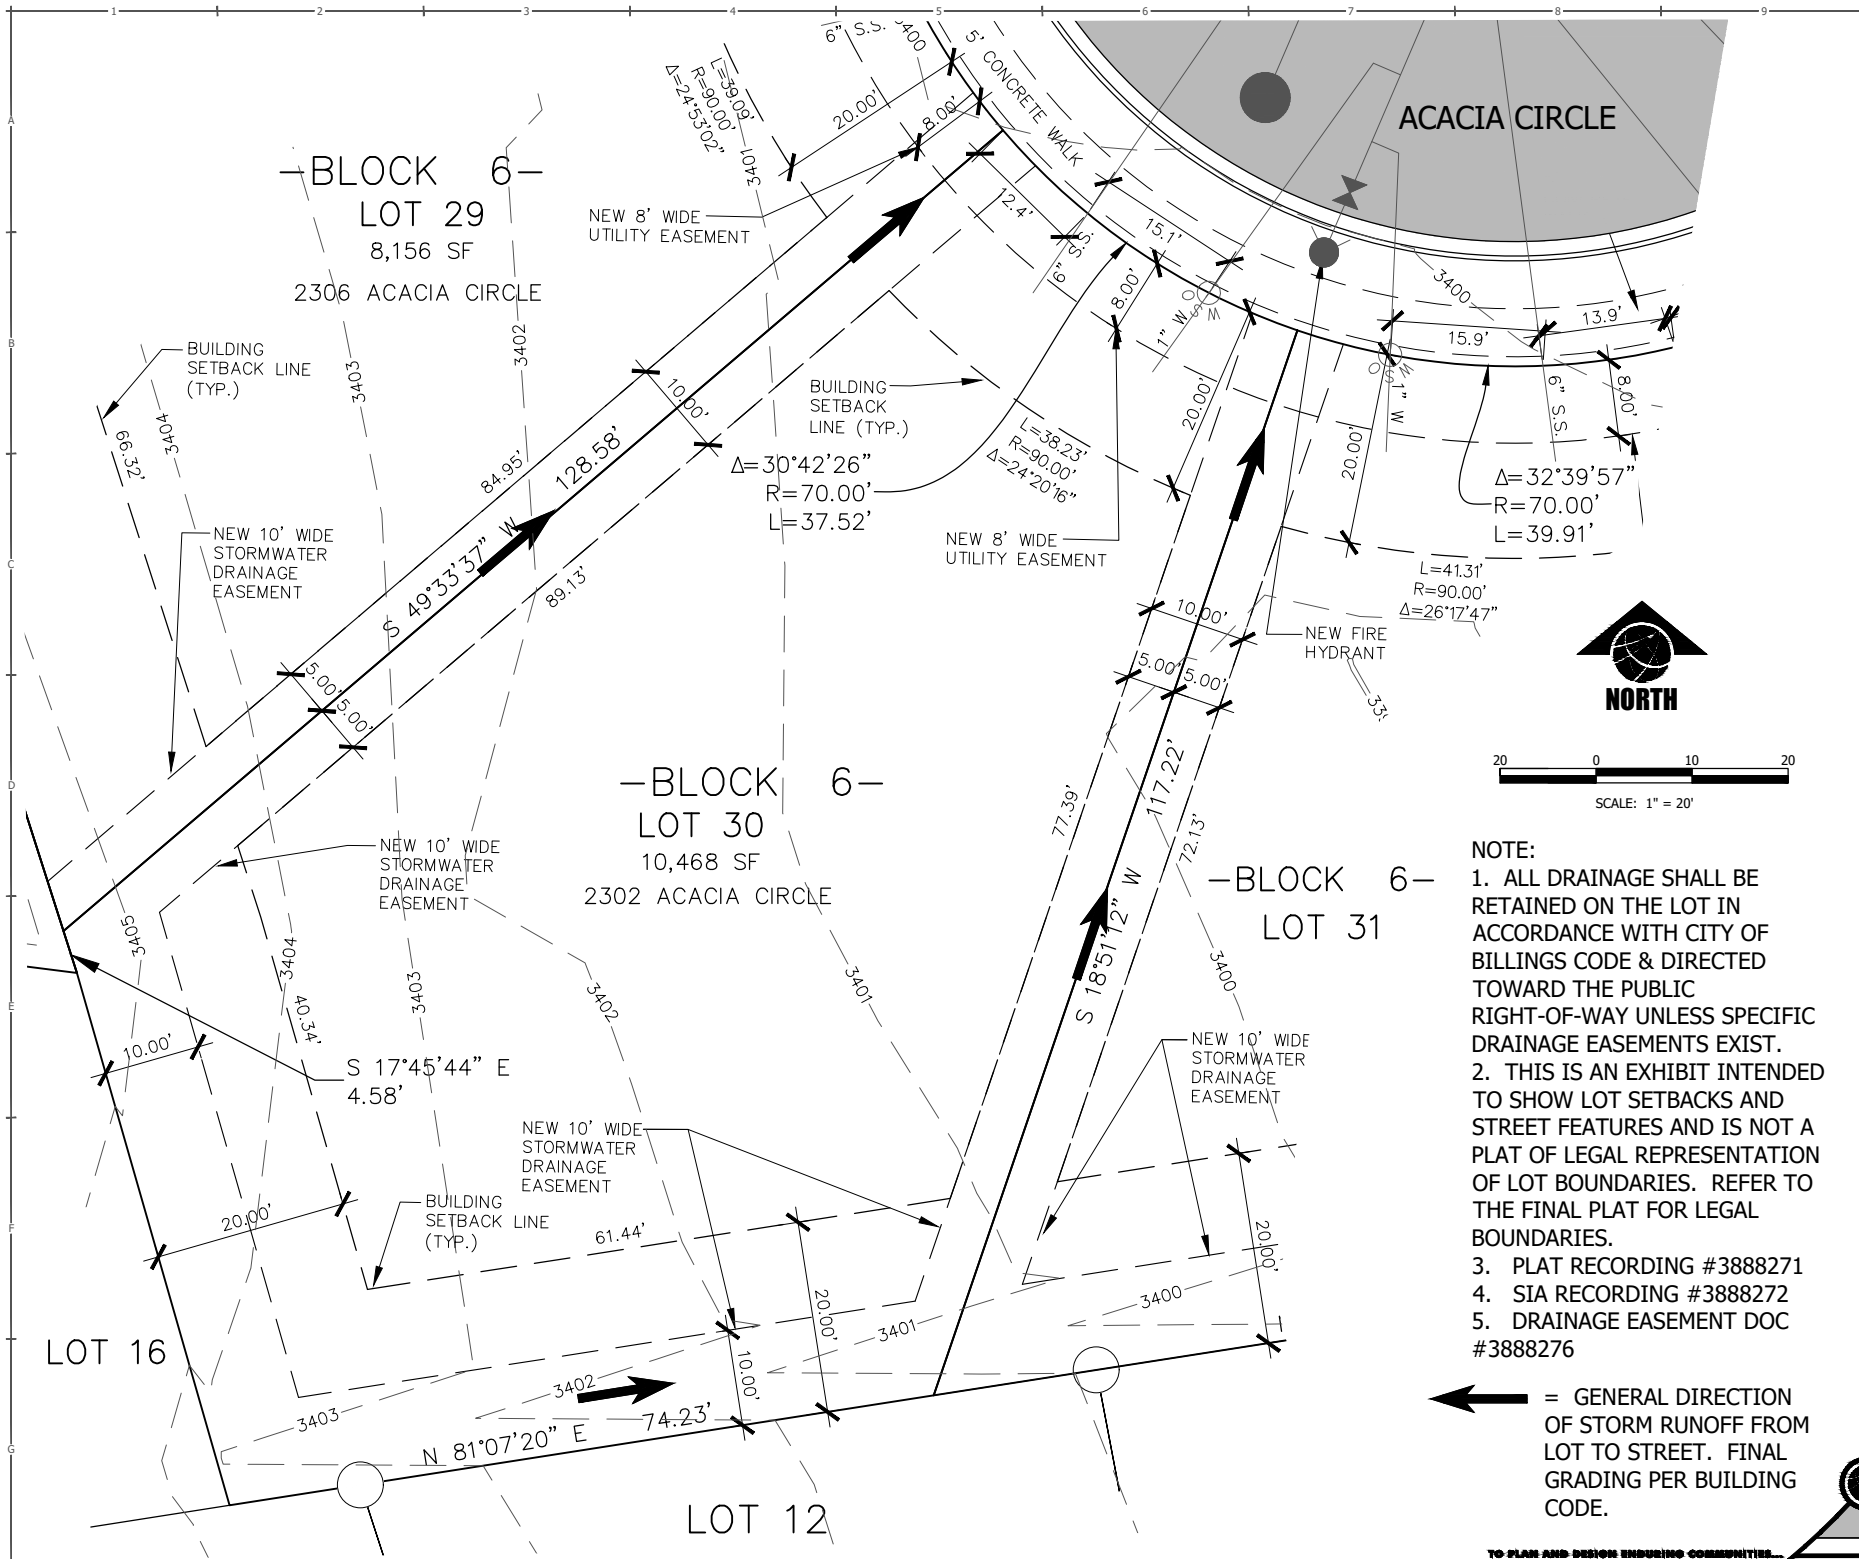 1 2 3 4 5 6 7 8 9
A
B
C
D
E
F
G
ACACIA CIRCLE
5' CONCRETE WALK
6" S.S.
3400
L=39.09'
R=90.00'
Δ=24°53'02"
3401
20.00'
8.00'
-BLOCK 6-
LOT 29
8,156 SF
2306 ACACIA CIRCLE
NEW 8' WIDE
UTILITY EASEMENT
12.4'
15.1'
6" S.S.
8.00'
1" W
W
SO
3400
15.9'
13.9'
W
SO
1" W
6" S.S.
8.00'
BUILDING
SETBACK LINE
(TYP.)
66.32'
3404
3403
3402
10.00'
84.95'
128.58'
S 49°33'37" W
89.13'
BUILDING
SETBACK
LINE (TYP.)
Δ=30°42'26"
R=70.00'
L=37.52'
L=38.23'
R=90.00'
Δ=24°20'16"
20.00'
20.00'
Δ=32°39'57"
R=70.00'
L=39.91'
NEW 10' WIDE
STORMWATER
DRAINAGE
EASEMENT
NEW 8' WIDE
UTILITY EASEMENT
L=41.31'
R=90.00'
Δ=26°17'47"
10.00'
NEW FIRE
HYDRANT
5.00'
5.00'
5.00'
5.00'
NORTH
20 0 10 20
SCALE: 1" = 20'
-BLOCK 6-
LOT 30
10,468 SF
2302 ACACIA CIRCLE
NEW 10' WIDE
STORMWATER
DRAINAGE
EASEMENT
77.39'
117.22'
S 18°51'12" W
72.13'
-BLOCK 6-
LOT 31
3405
3404
3403
3402
3401
3400
40.34'
10.00'
S 17°45'44" E
4.58'
NEW 10' WIDE
STORMWATER
DRAINAGE
EASEMENT
NEW 10' WIDE
STORMWATER
DRAINAGE
EASEMENT
BUILDING
SETBACK LINE
(TYP.)
20.00'
61.44'
20.00'
20.00'
10.00'
3400
3401
3402
3403
74.23'
N 81°07'20" E
LOT 16
LOT 12
NOTE:
1. ALL DRAINAGE SHALL BE
RETAINED ON THE LOT IN
ACCORDANCE WITH CITY OF
BILLINGS CODE & DIRECTED
TOWARD THE PUBLIC
RIGHT-OF-WAY UNLESS SPECIFIC
DRAINAGE EASEMENTS EXIST.
2. THIS IS AN EXHIBIT INTENDED
TO SHOW LOT SETBACKS AND
STREET FEATURES AND IS NOT A
PLAT OF LEGAL REPRESENTATION
OF LOT BOUNDARIES. REFER TO
THE FINAL PLAT FOR LEGAL
BOUNDARIES.
3. PLAT RECORDING #3888271
4. SIA RECORDING #3888272
5. DRAINAGE EASEMENT DOC
#3888276
= GENERAL DIRECTION
OF STORM RUNOFF FROM
LOT TO STREET. FINAL
GRADING PER BUILDING
CODE.
TO PLAN AND DESIGN ENDURING COMMUNITIES...